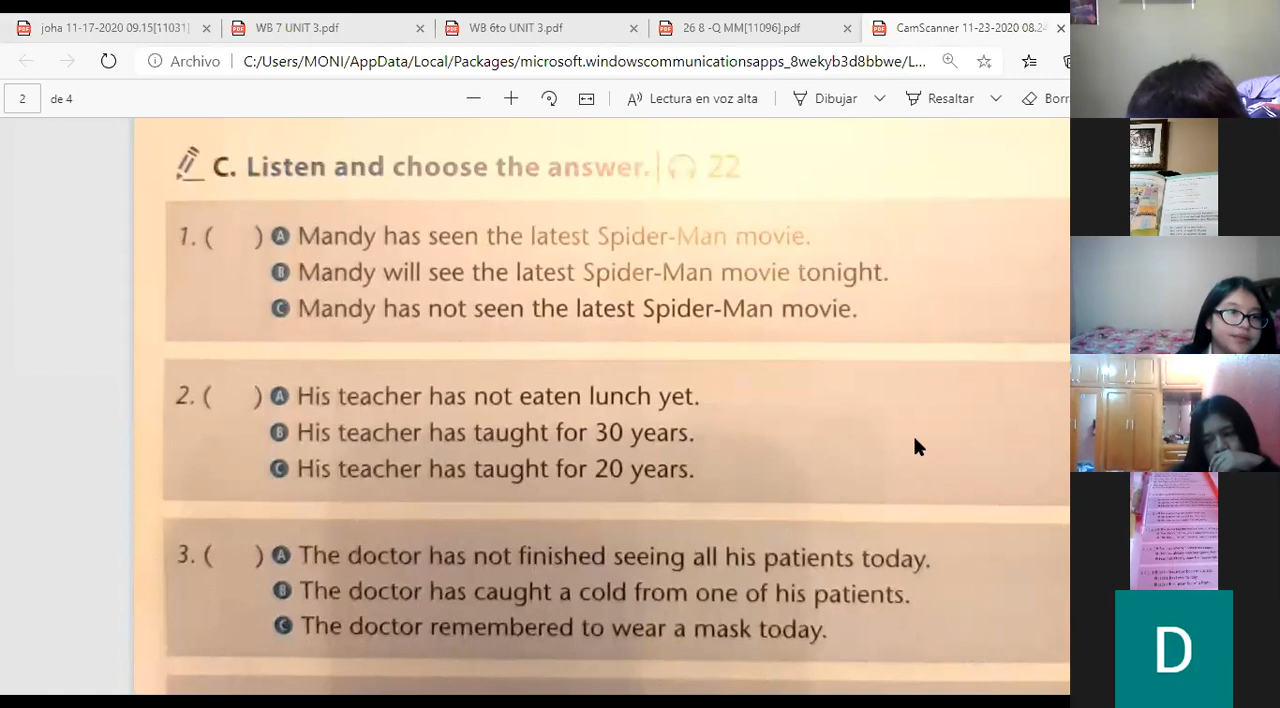 joha 11-17-2020 09.15[11031]
WB 7 UNIT 3.pdf
WB 6to UNIT 3.pdf
26 8 -Q MM[11096].pdf
CamScanner 11-23-2020 08.24
Archivo
C:/Users/MONI/AppData/Local/Packages/microsoft.windowscommunicationsapps_8wekyb3d8bbwe/L...
2
de 4
Lectura en voz alta
Dibujar
Resaltar
Borr
C. Listen and choose the answer. 22
1. ( ) A Mandy has seen the latest Spider-Man movie.
B Mandy will see the latest Spider-Man movie tonight.
C Mandy has not seen the latest Spider-Man movie.
2. ( ) A His teacher has not eaten lunch yet.
B His teacher has taught for 30 years.
C His teacher has taught for 20 years.
3. ( ) A The doctor has not finished seeing all his patients today.
B The doctor has caught a cold from one of his patients.
C The doctor remembered to wear a mask today.
D